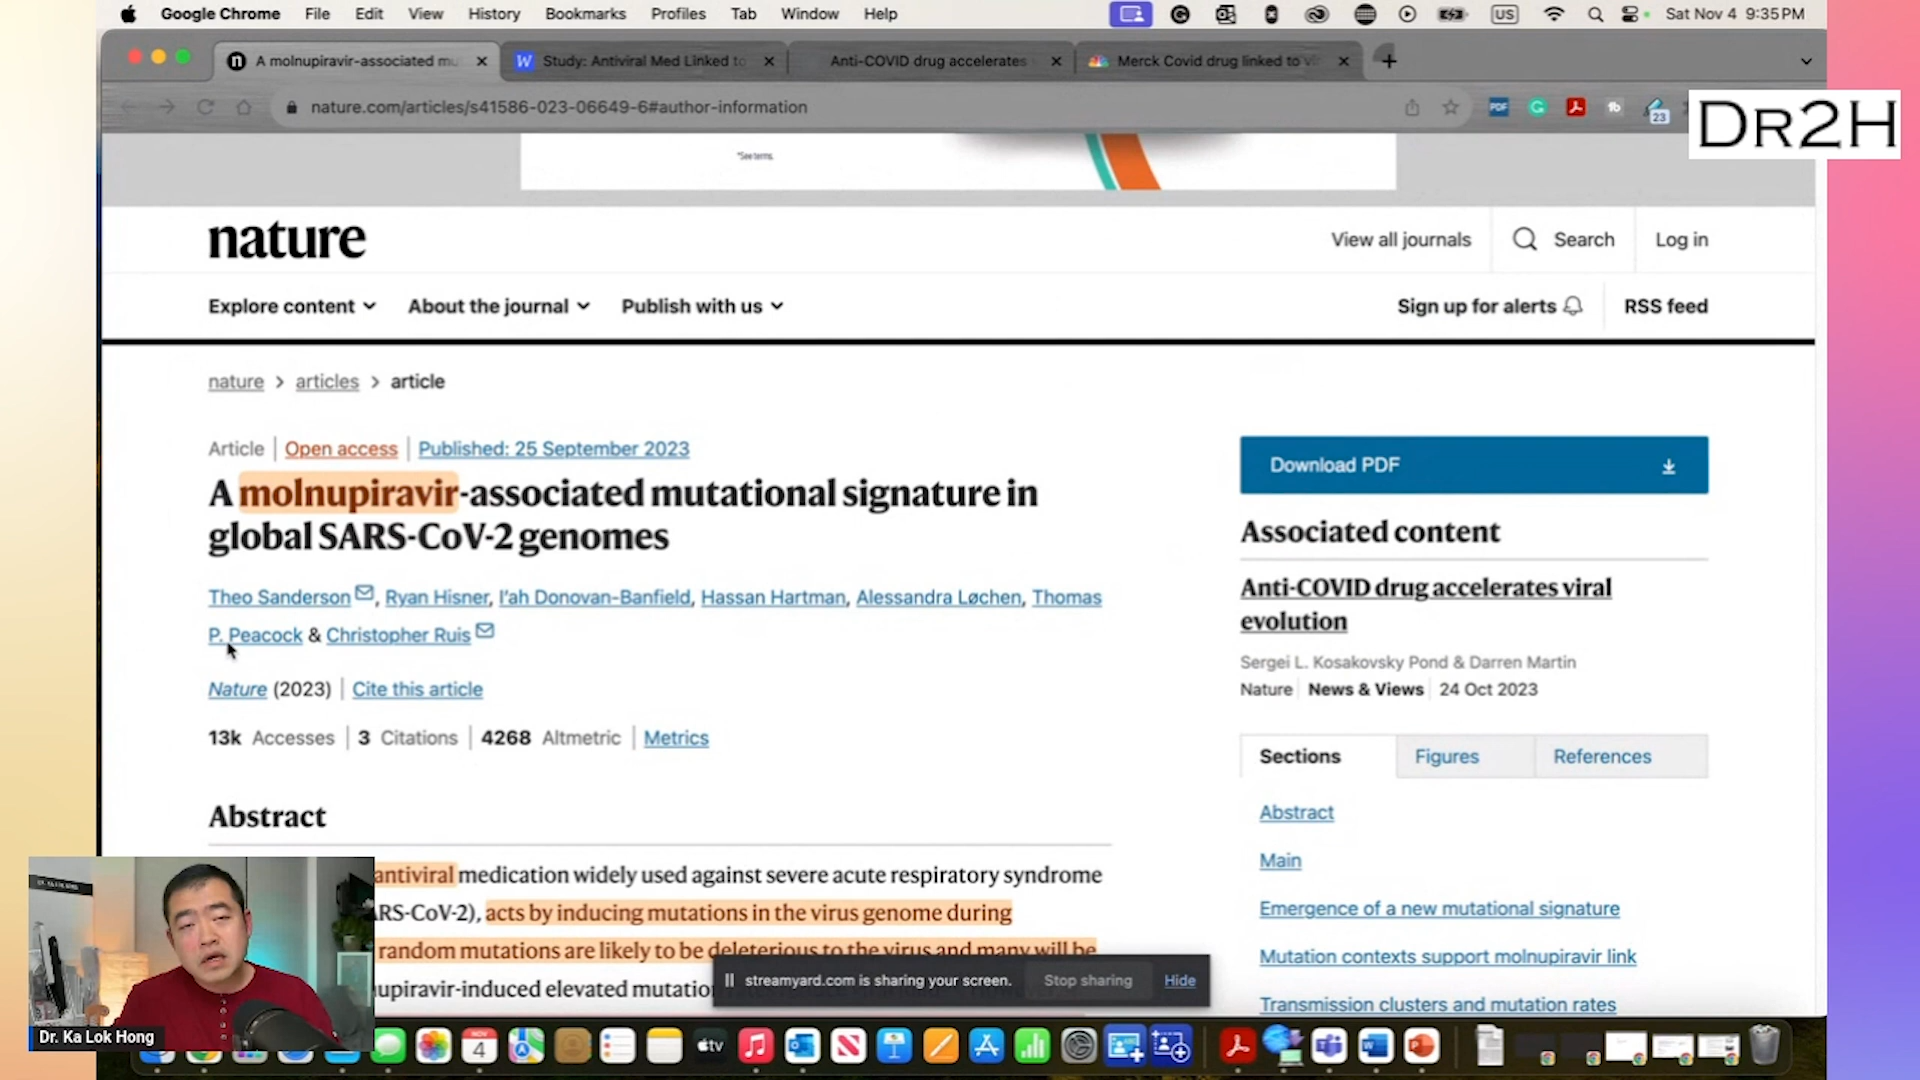 Google Chrome File Edit View History Bookmarks Profiles Tab Window Help
US
Sat Nov 4 9:35 PM
A molnupiravir-associated mu
Study: Antiviral Med Linked to
Anti-COVID drug accelerates
Merck Covid drug linked to vi
nature.com/articles/s41586-023-06649-6#author-information
PDF
23
DR2H
*See terms.
nature
View all journals
Search
Log in
Explore content
About the journal
Publish with us
Sign up for alerts
RSS feed
nature > articles > article
Article | Open access | Published: 25 September 2023
A molnupiravir-associated mutational signature in
global SARS-CoV-2 genomes
Theo Sanderson, Ryan Hisner, I'ah Donovan-Banfield, Hassan Hartman, Alessandra Løchen, Thomas
P. Peacock & Christopher Ruis
Nature (2023) | Cite this article
13k Accesses | 3 Citations | 4268 Altmetric | Metrics
Abstract
antiviral medication widely used against severe acute respiratory syndrome
RS-CoV-2), acts by inducing mutations in the virus genome during
random mutations are likely to be deleterious to the virus and many will be
upiravir-induced elevated mutatio
Download PDF
Associated content
Anti-COVID drug accelerates viral
evolution
Sergei L. Kosakovsky Pond & Darren Martin
Nature | News & Views | 24 Oct 2023
Sections
Figures
References
Abstract
Main
Emergence of a new mutational signature
Mutation contexts support molnupiravir link
Transmission clusters and mutation rates
streamyard.com is sharing your screen.
Stop sharing
Hide
Dr. Ka Lok Hong
NOV
4
tv